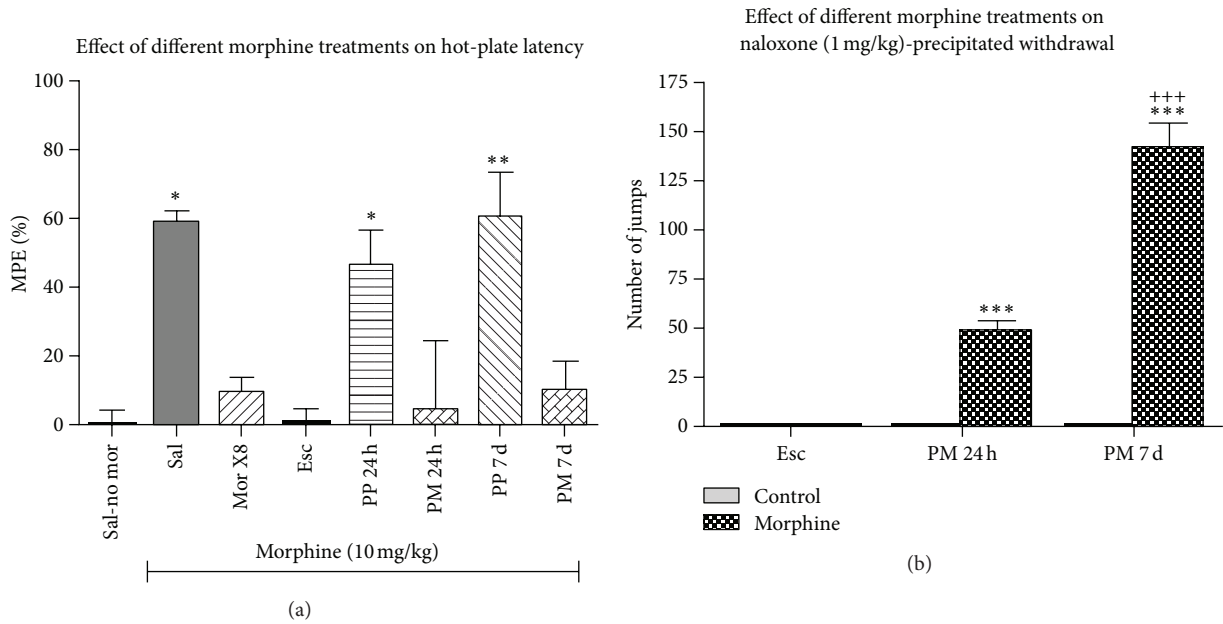 Effect of different morphine treatments on hot-plate latency
100
80
60
40
20
0
MPE (%)
*
*
**
Sal-no mor
Sal
Mor X8
Esc
PP 24 h
PM 24 h
PP 7 d
PM 7 d
Morphine (10 mg/kg)
(a)
Effect of different morphine treatments on
naloxone (1 mg/kg)-precipitated withdrawal
175
150
125
100
75
50
25
0
Number of jumps
***
+++
***
Esc
PM 24 h
PM 7 d
Control
Morphine
(b)